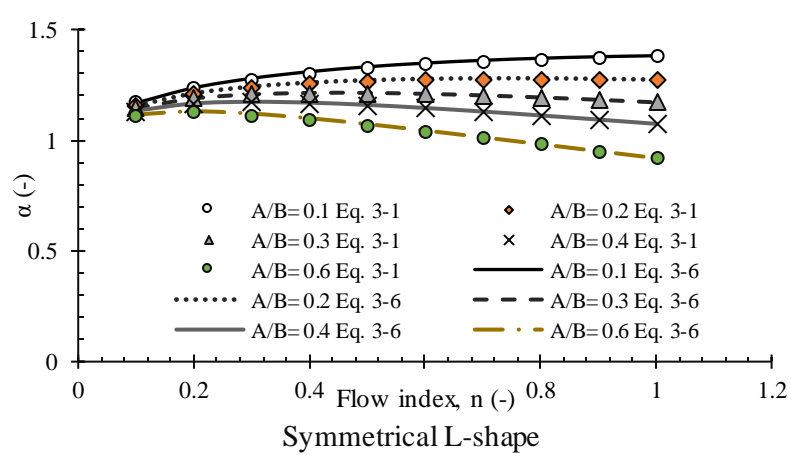 1.5
1
0.5
0
α (-)
A/B= 0.1 Eq. 3-1
A/B= 0.2 Eq. 3-1
A/B= 0.3 Eq. 3-1
A/B= 0.4 Eq. 3-1
A/B= 0.6 Eq. 3-1
A/B= 0.1 Eq. 3-6
A/B= 0.2 Eq. 3-6
A/B= 0.3 Eq. 3-6
A/B= 0.4 Eq. 3-6
A/B= 0.6 Eq. 3-6
0 0.2 0.4 0.6 0.8 1 1.2
Flow index, n (-)
Symmetrical L-shape